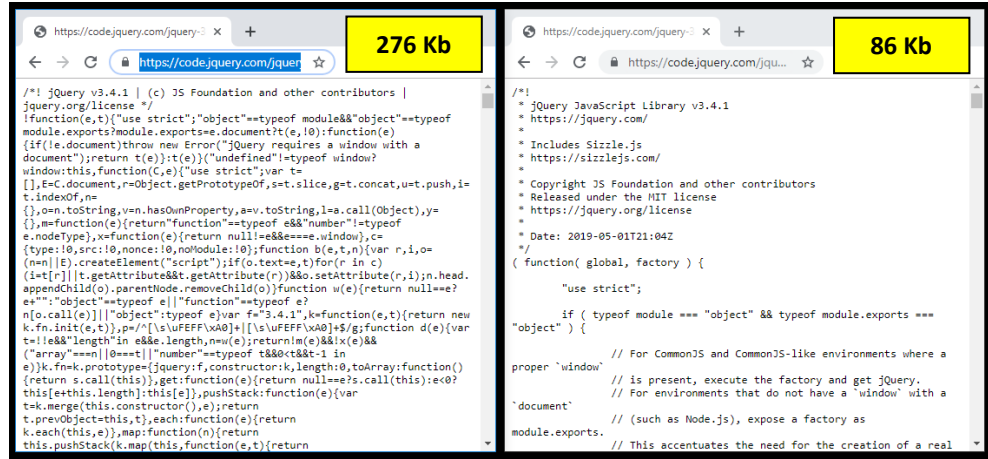 https://code.jquery.com/jquery-3
276 Kb
https://code.jquery.com/jquer
/*! jQuery v3.4.1 | (c) JS Foundation and other contributors |
jquery.org/license */
!function(e,t){"use strict";"object"==typeof module&&"object"==typeof
module.exports?module.exports=e.document?t(e,!0):function(e)
{if(!e.document)throw new Error("jQuery requires a window with a
document");return t(e)}:t(e)}("undefined"!=typeof window?
window:this,function(C,e){"use strict";var t=
[],E=C.document,r=Object.getPrototypeOf,s=t.slice,g=t.concat,u=t.push,i=
t.indexOf,n=
{},o=n.toString,v=n.hasOwnProperty,a=v.toString,l=a.call(Object),y=
{},m=function(e){return"function"==typeof e&&"number"!=typeof
e.nodeType},x=function(e){return null!=e&&e===e.window},c=
{type:!0,src:!0,nonce:!0,noModule:!0};function b(e,t,n){var r,i,o=
(n=n||E).createElement("script");if(o.text=e,t)for(r in c)
(i=t[r]||t.getAttribute&&t.getAttribute(r))&&o.setAttribute(r,i);n.head.
appendChild(o).parentNode.removeChild(o)}function w(e){return null==e?
e+"":"object"==typeof e||"function"==typeof e?
n[o.call(e)]||"object":typeof e}var f="3.4.1",k=function(e,t){return new
k.fn.init(e,t)},p=/^[\s\uFEFF\xA0]+|[\s\uFEFF\xA0]+$/g;function d(e){var
t=!!e&&"length"in e&&e.length,n=w(e);return!m(e)&&!x(e)&&
("array"===n||0===t||"number"==typeof t&&0<t&&t-1 in
e)}k.fn=k.prototype={jquery:f,constructor:k,length:0,toArray:function()
{return s.call(this)},get:function(e){return null==e?s.call(this):e<0?
this[e+this.length]:this[e]},pushStack:function(e){var
t=k.merge(this.constructor(),e);return
t.prevObject=this,t},each:function(e){return
k.each(this,e)},map:function(n){return
this.pushStack(k.map(this,function(e,t){return
https://code.jquery.com/jquery-3
86 Kb
https://code.jquery.com/jqu...
/*!
* jQuery JavaScript Library v3.4.1
* https://jquery.com/
*
* Includes Sizzle.js
* https://sizzlejs.com/
*
* Copyright JS Foundation and other contributors
* Released under the MIT license
* https://jquery.org/license
*
* Date: 2019-05-01T21:04Z
*/
( function( global, factory ) {
"use strict";
if ( typeof module === "object" && typeof module.exports ===
"object" ) {
// For CommonJS and CommonJS-like environments where a
proper `window`
// is present, execute the factory and get jQuery.
// For environments that do not have a `window` with a
`document`
// (such as Node.js), expose a factory as
module.exports.
// This accentuates the need for the creation of a real